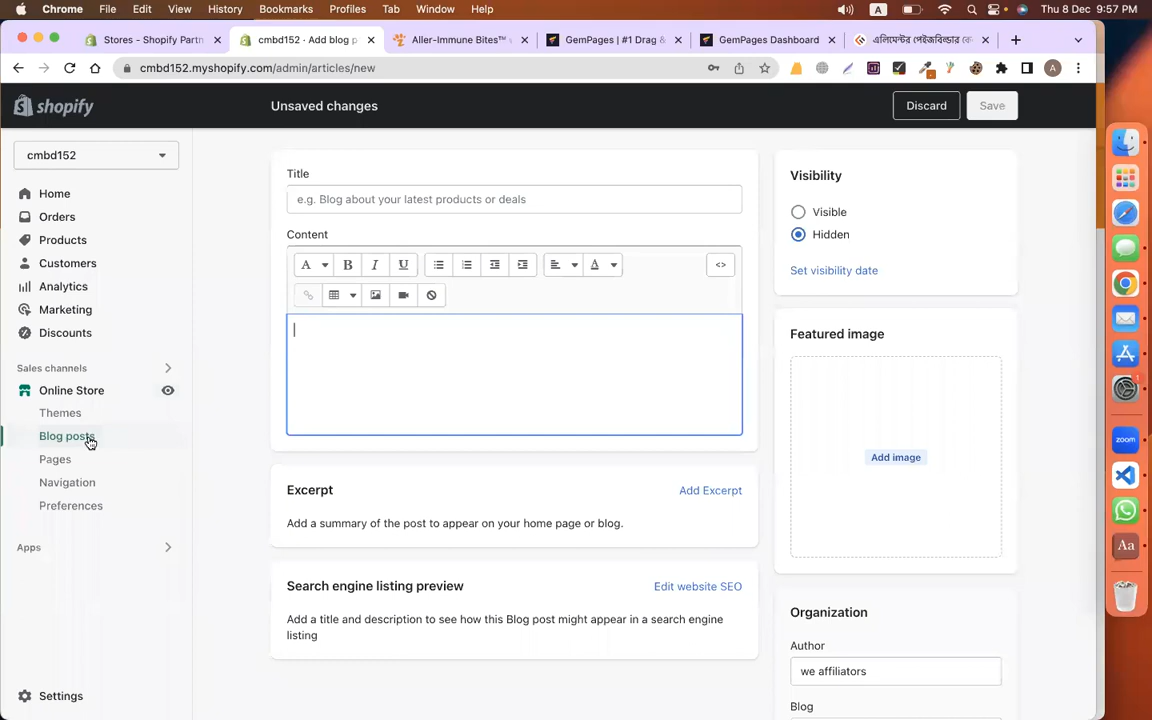 Chrome File Edit View History Bookmarks Profiles Tab Window Help A Thu 8 Dec 9:57 PM
Stores - Shopify Partn
cmbd152 · Add blog p
Aller-Immune Bites™
GemPages | #1 Drag &
GemPages Dashboard
এলিমেন্টর পেইজবিল্ডার কে
cmbd152.myshopify.com/admin/articles/new
A
shopify
Unsaved changes
Discard
Save
cmbd152
Home
Orders
Products
Customers
Analytics
Marketing
Discounts
Sales channels
Online Store
Themes
Blog posts
Pages
Navigation
Preferences
Apps
Settings
Title
e.g. Blog about your latest products or deals
Content
A B I U A <>
Excerpt
Add Excerpt
Add a summary of the post to appear on your home page or blog.
Search engine listing preview
Edit website SEO
Add a title and description to see how this Blog post might appear in a search engine
listing
Visibility
Visible
Hidden
Set visibility date
Featured image
Add image
Organization
Author
we affiliators
Blog
zoom
Aa